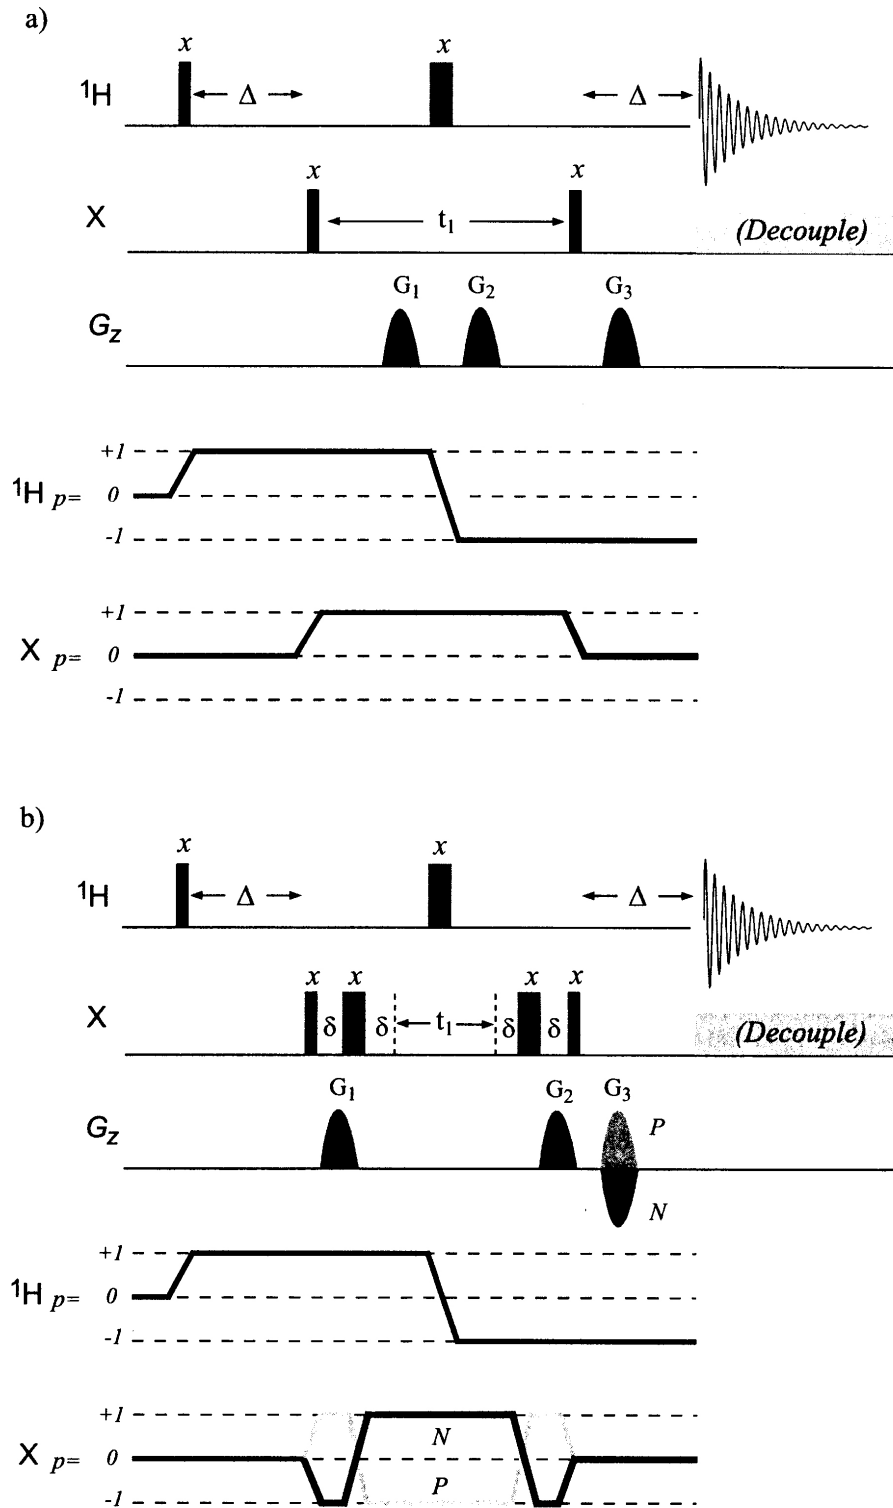 a)
x x
¹H Δ Δ
x x
X t₁ (Decouple)
G₁ G₂ G₃
G_z
+1
¹H p= 0
-1
+1
X p= 0
-1
b)
x x
¹H Δ Δ
x x x x
X δ δ t₁ δ δ (Decouple)
G₁ G₂ G₃
G_z P
N
+1
¹H p= 0
-1
+1
N
X p= 0
P
-1